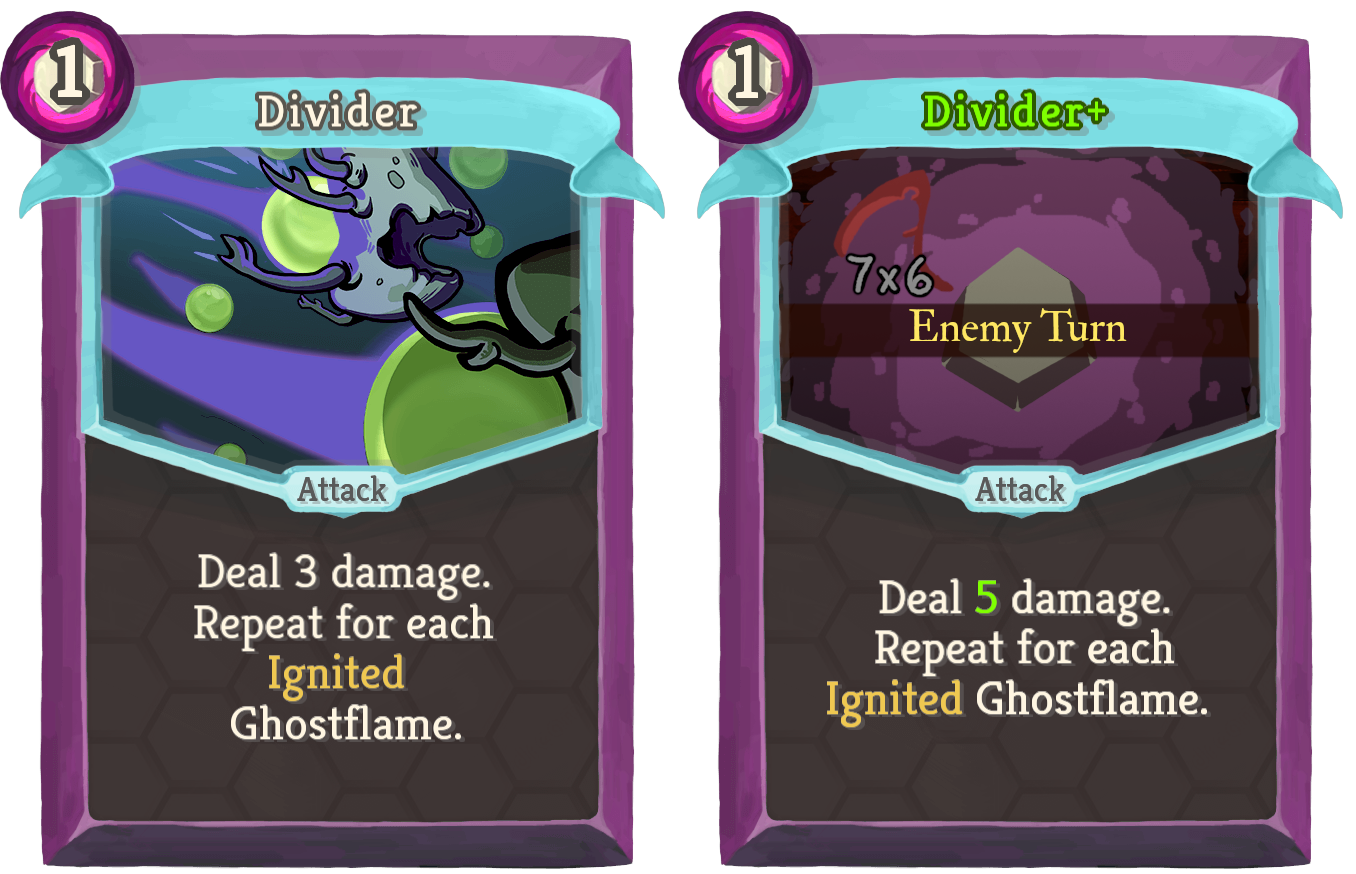 1
Divider
Attack
Deal 3 damage.
Repeat for each
Ignited
Ghostflame.
1
Divider+
7x6
Enemy Turn
Attack
Deal 5 damage.
Repeat for each
Ignited Ghostflame.